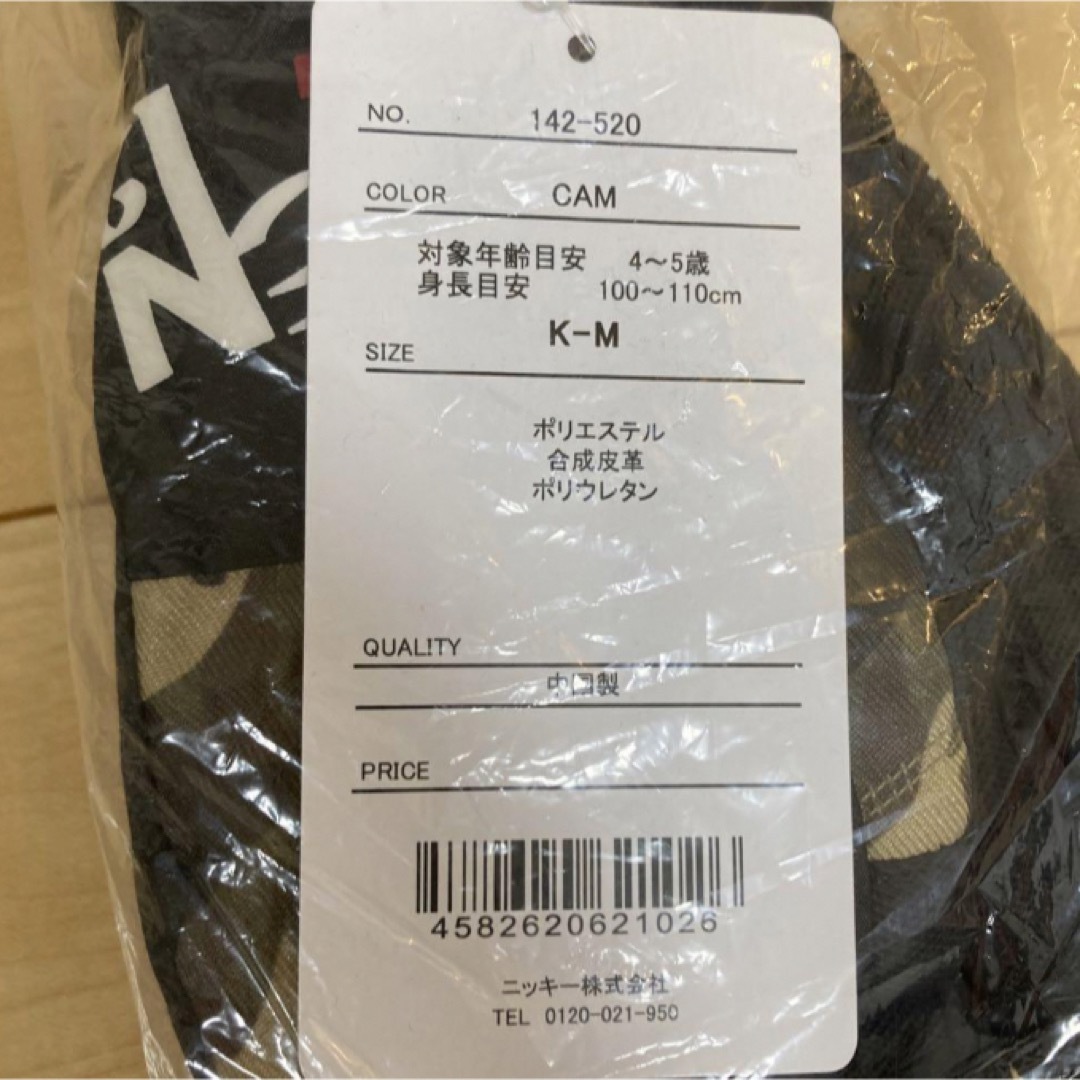 NO. 142-520
COLOR CAM
対象年齢目安 4~5歳
身長目安 100~110cm
SIZE K-M
ポリエステル
合成皮革
ポリウレタン
QUALITY
中国製
PRICE
4582620621026
ニッキー株式会社
TEL 0120-021-950